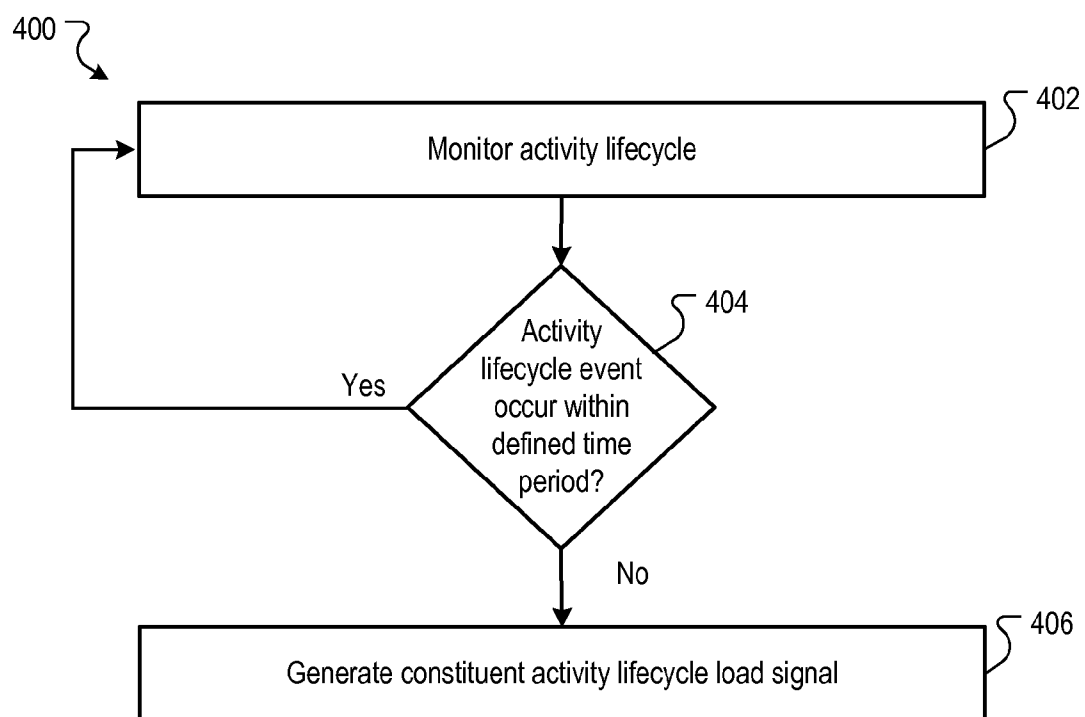 400
402
Monitor activity lifecycle
404
Activity
lifecycle event
occur within
defined time
period?
Yes
No
406
Generate constituent activity lifecycle load signal